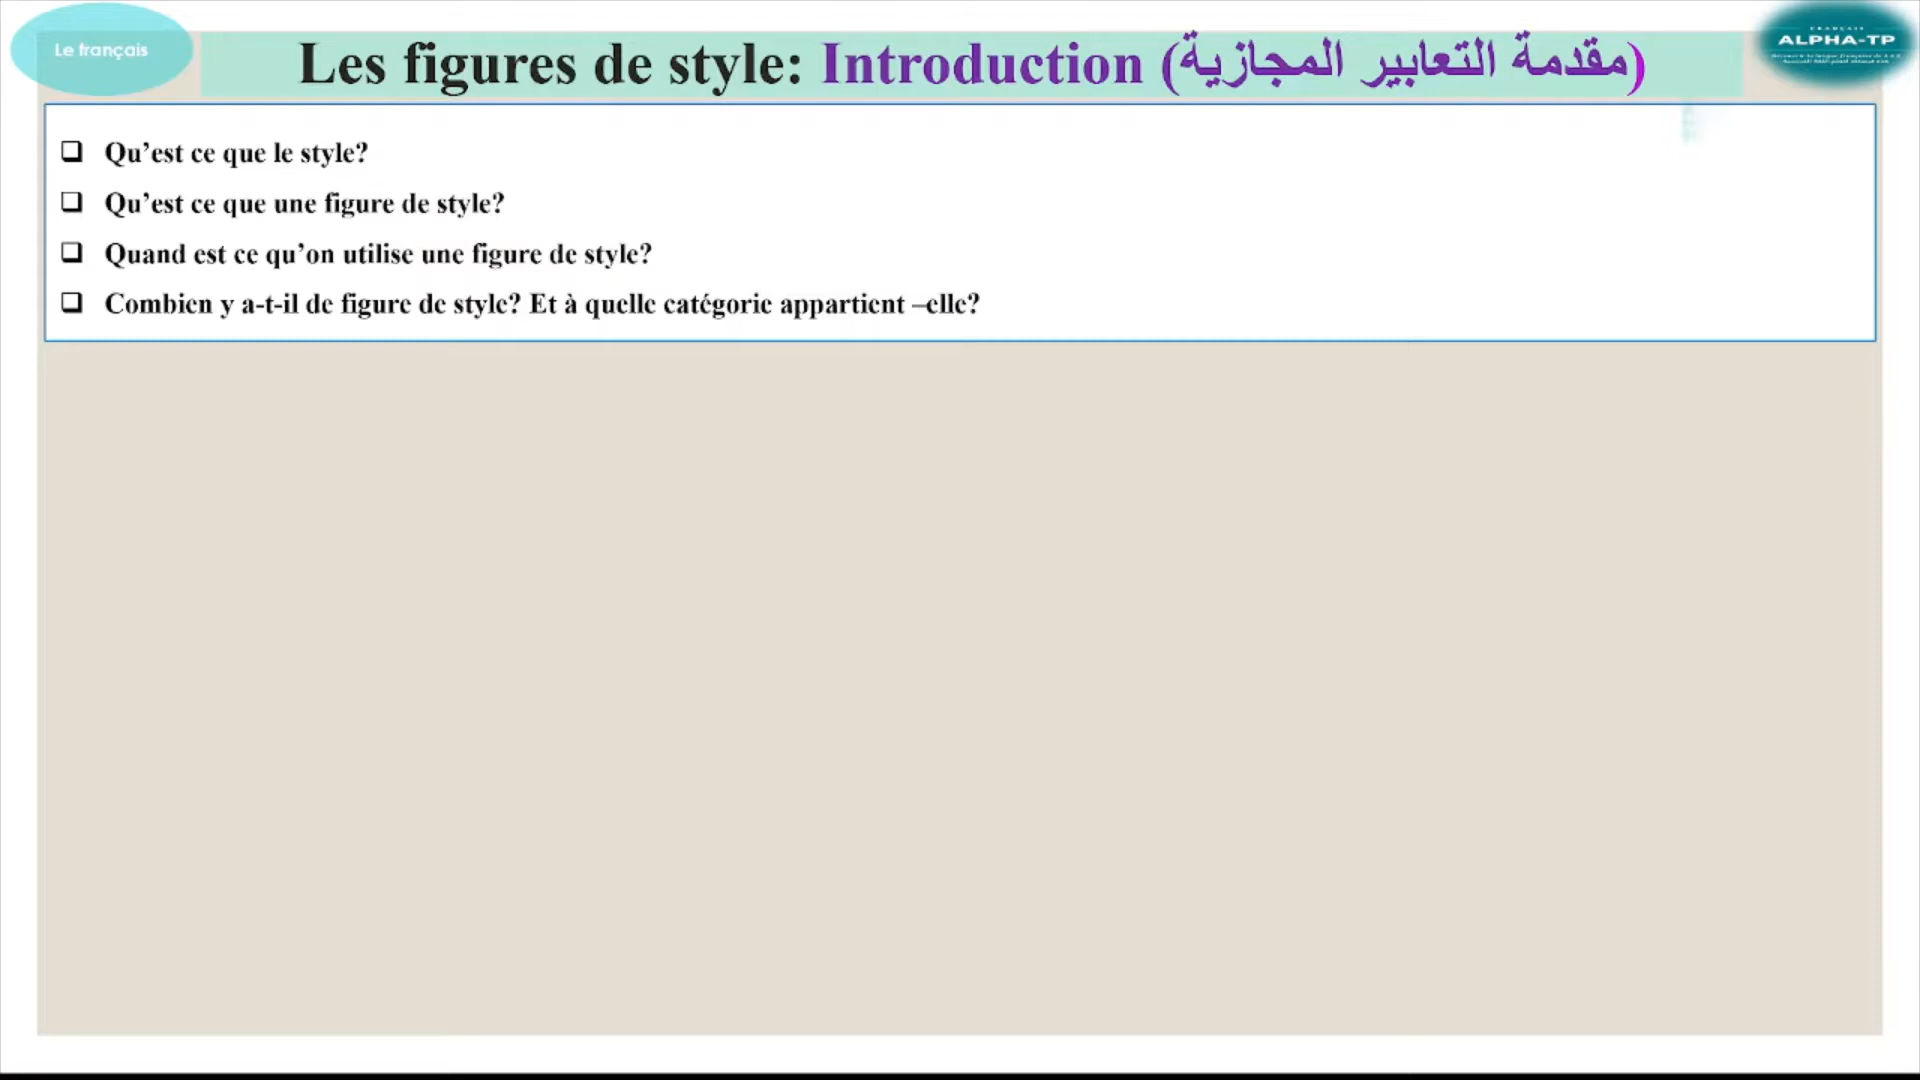 Le français
Les figures de style: Introduction (مقدمة التعابير المجازية)
ALPHA-TP
Qu’est ce que le style?
Qu’est ce que une figure de style?
Quand est ce qu’on utilise une figure de style?
Combien y a-t-il de figure de style? Et à quelle catégorie appartient –elle?